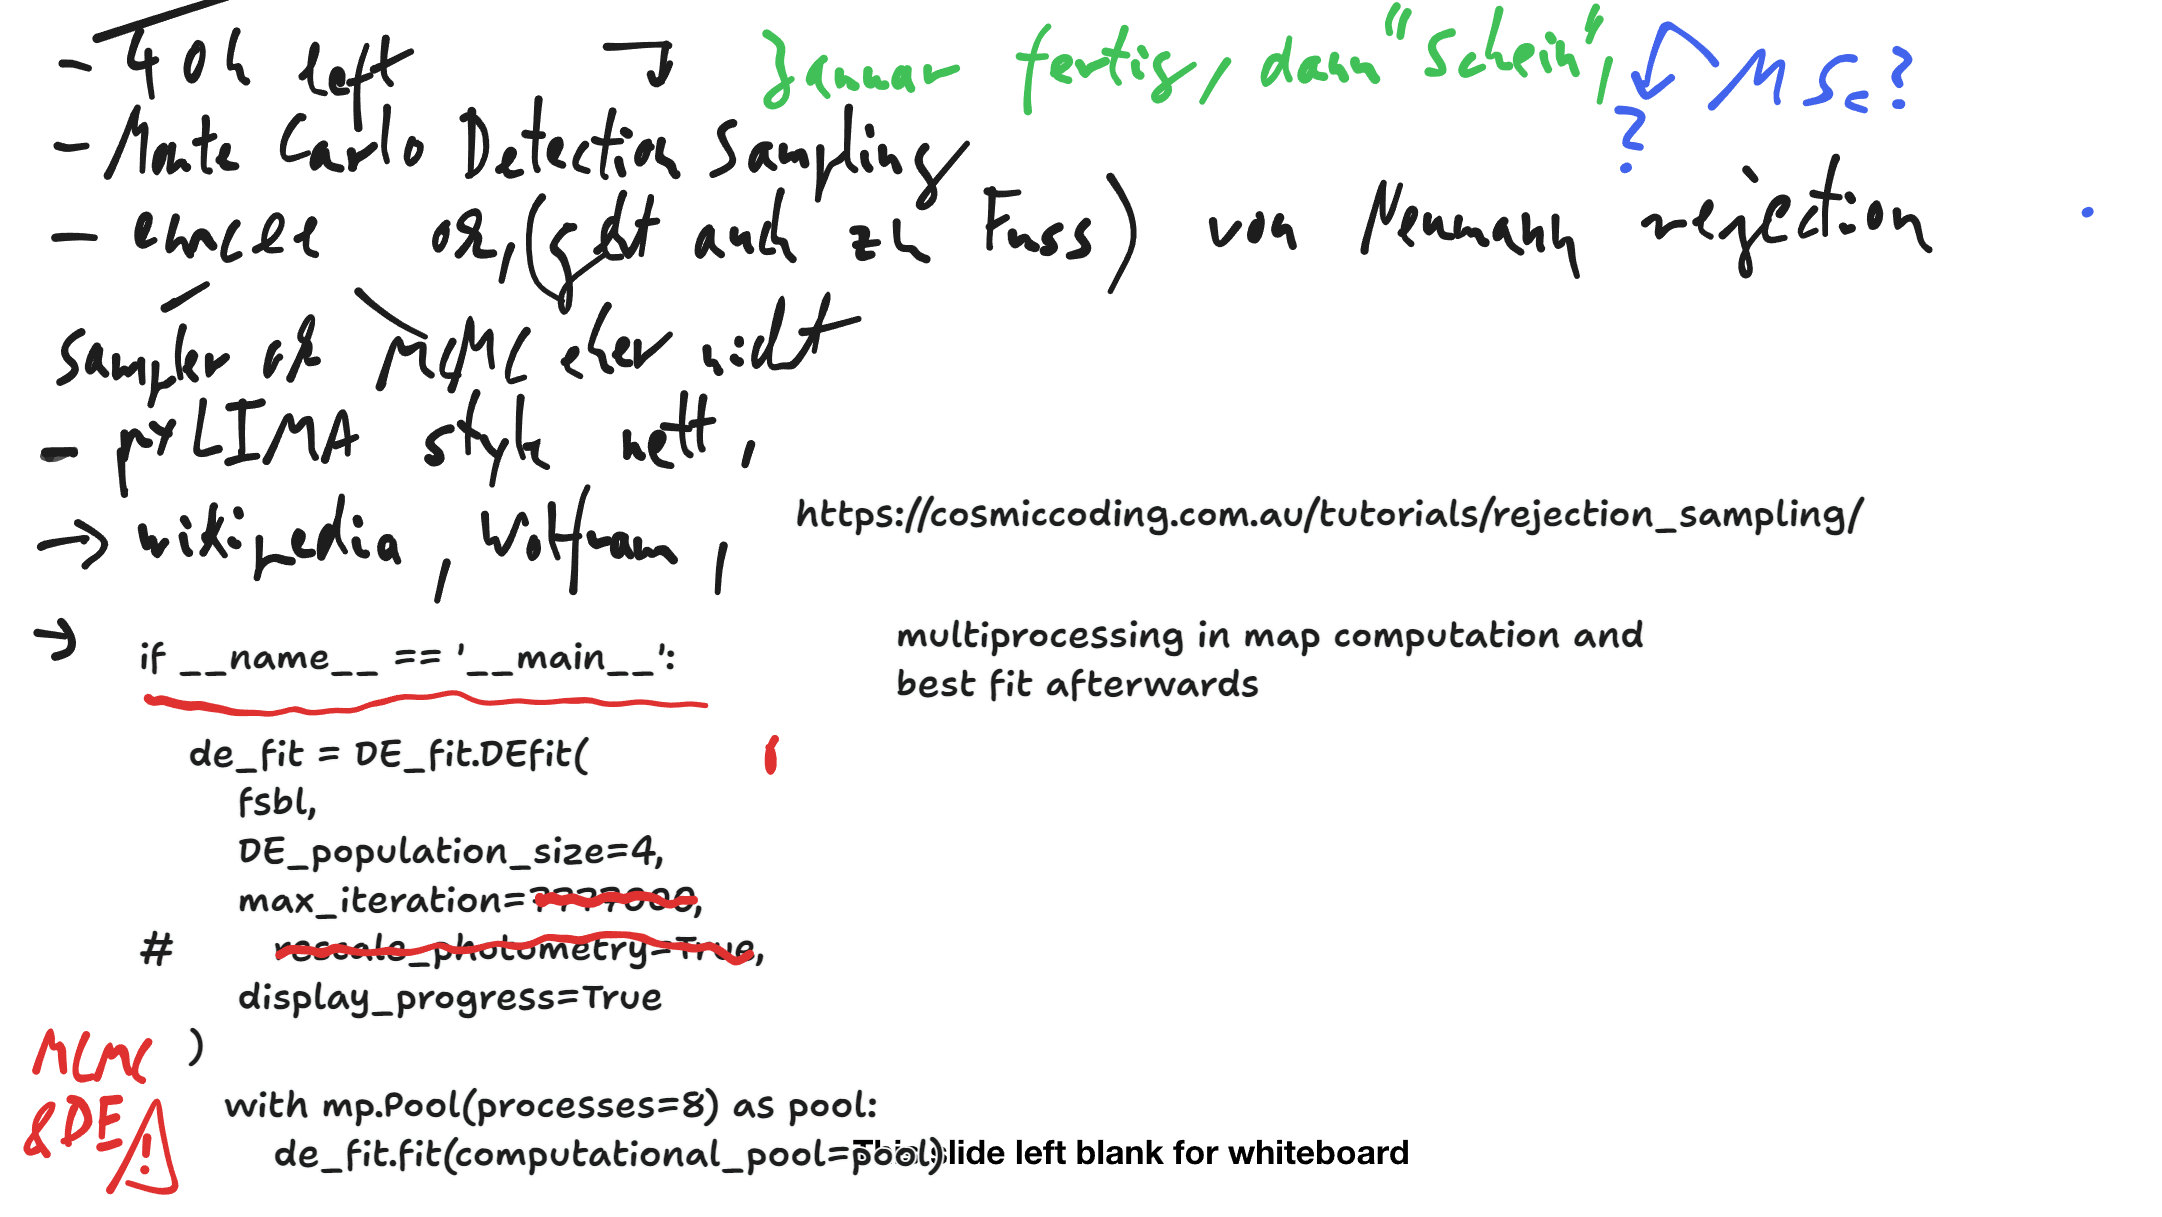 - 40h left → Januar fertig, dann "Schein", MSc?
?
- Monte Carlo Detection Sampling
- emcee ok, (geht auch zu Fuss) von Neumann rejection
sampler ok MCMC eher nicht
- pyLIMA style nett,
→ wikipedia, Wolfram, https://cosmiccoding.com.au/tutorials/rejection_sampling/
→ if __name__ == '__main__':
multiprocessing in map computation and
best fit afterwards
de_fit = DE_fit.DEfit(
fsbl,
DE_population_size=4,
max_iteration=7777000,
# rescale_photometry=True,
display_progress=True
)
MCMC
& DE !
with mp.Pool(processes=8) as pool:
de_fit.fit(computational_pool=pool)
This slide left blank for whiteboard